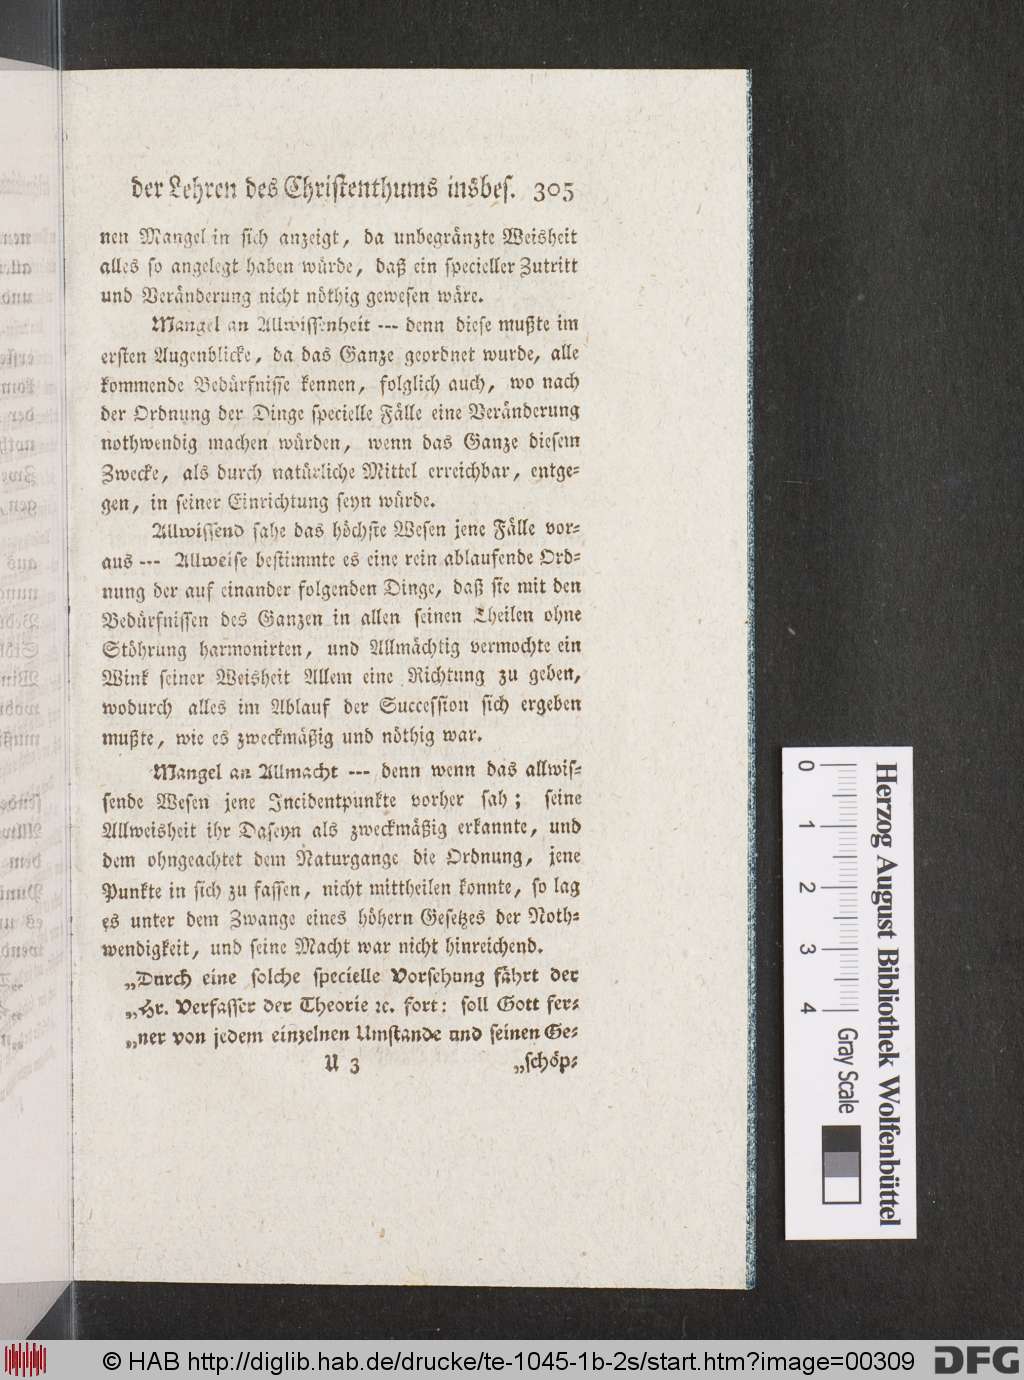 der Lehren des Christenthums insbes. 305
nen Mangel in sich anzeigt, da unbegränzte Weisheit
alles so angelegt haben würde, daß ein specieller Zutritt
und Veränderung nicht nöthig gewesen wäre.
Mangel an Allwissenheit --- denn diese mußte im
ersten Augenblicke, da das Ganze geordnet wurde, alle
kommende Bedürfnisse kennen, folglich auch, wo nach
der Ordnung der Dinge specielle Fälle eine Veränderung
nothwendig machen würden, wenn das Ganze diesem
Zwecke, als durch natürliche Mittel erreichbar, entge-
gen, in seiner Einrichtung seyn würde.
Allwissend sahe das höchste Wesen jene Fälle vor-
aus --- Allweise bestimmte es eine rein ablaufende Ord-
nung der auf einander folgenden Dinge, daß sie mit den
Bedürfnissen des Ganzen in allen seinen Theilen ohne
Stöhrung harmonirten, und Allmächtig vermochte ein
Wink seiner Weisheit Allem eine Richtung zu geben,
wodurch alles im Ablauf der Succession sich ergeben
mußte, wie es zweckmäßig und nöthig war.
Mangel an Allmacht --- denn wenn das allwis-
sende Wesen jene Incidentpunkte vorher sah; seine
Allweisheit ihr Daseyn als zweckmäßig erkannte, und
dem ohngeachtet dem Naturgange die Ordnung, jene
Punkte in sich zu fassen, nicht mittheilen konnte, so lag
es unter dem Zwange eines höhern Gesetzes der Noth-
wendigkeit, und seine Macht war nicht hinreichend.
„Durch eine solche specielle Vorsehung fährt der
„Hr. Verfasser der Theorie ꝛc. fort: soll Gott fer-
„ner von jedem einzelnen Umstande und seinen Ge-
U 3 „schöp-
Herzog August Bibliothek Wolfenbüttel
0 1 2 3 4 Gray Scale
© HAB http://diglib.hab.de/drucke/te-1045-1b-2s/start.htm?image=00309 DFG